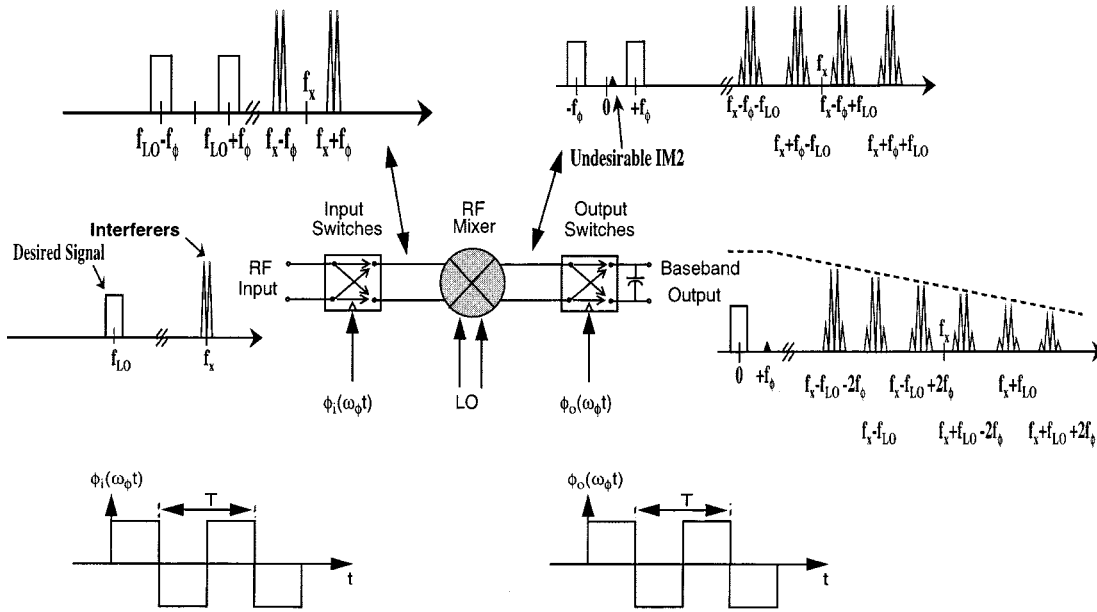 f_x
f_LO-f_ϕ
f_LO+f_ϕ
f_x-f_ϕ
f_x+f_ϕ
f_x
-f_ϕ
0
+f_ϕ
f_x-f_ϕ-f_LO
f_x-f_ϕ+f_LO
Undesirable IM2
f_x+f_ϕ-f_LO
f_x+f_ϕ+f_LO
Interferers
Desired Signal
f_LO
f_x
Input
Switches
RF
Mixer
Output
Switches
RF
Input
Baseband
Output
ϕ_i(ω_ϕt)
LO
ϕ_o(ω_ϕt)
f_x
0
+f_ϕ
f_x-f_LO-2f_ϕ
f_x-f_LO+2f_ϕ
f_x+f_LO
f_x-f_LO
f_x+f_LO-2f_ϕ
f_x+f_LO+2f_ϕ
ϕ_i(ω_ϕt)
T
t
ϕ_o(ω_ϕt)
T
t